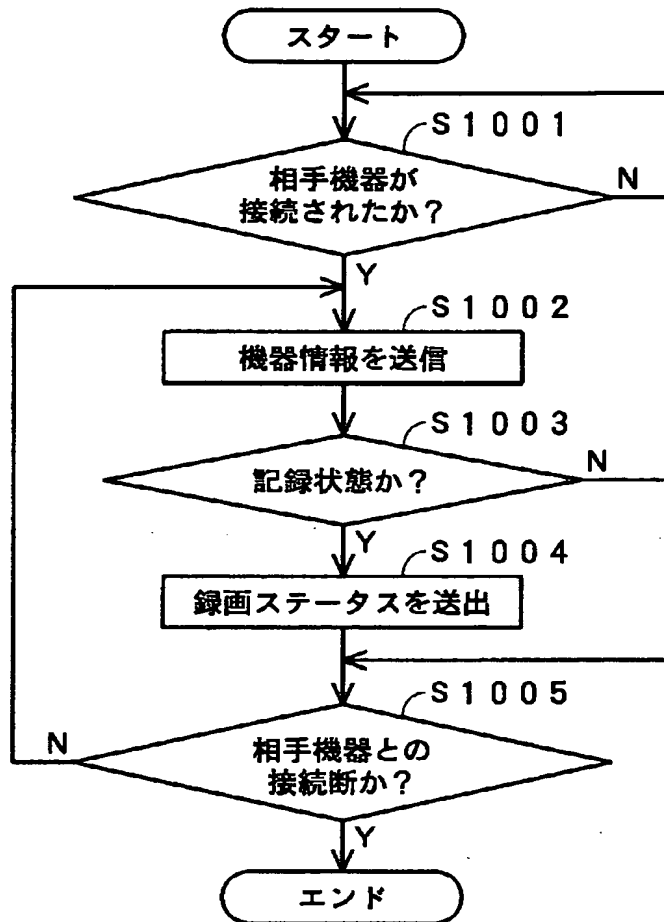 スタート
S1001
相手機器が
接続されたか？
N
Y
S1002
機器情報を送信
S1003
記録状態か？
N
Y
S1004
録画ステータスを送出
S1005
N
相手機器との
接続断か？
Y
エンド